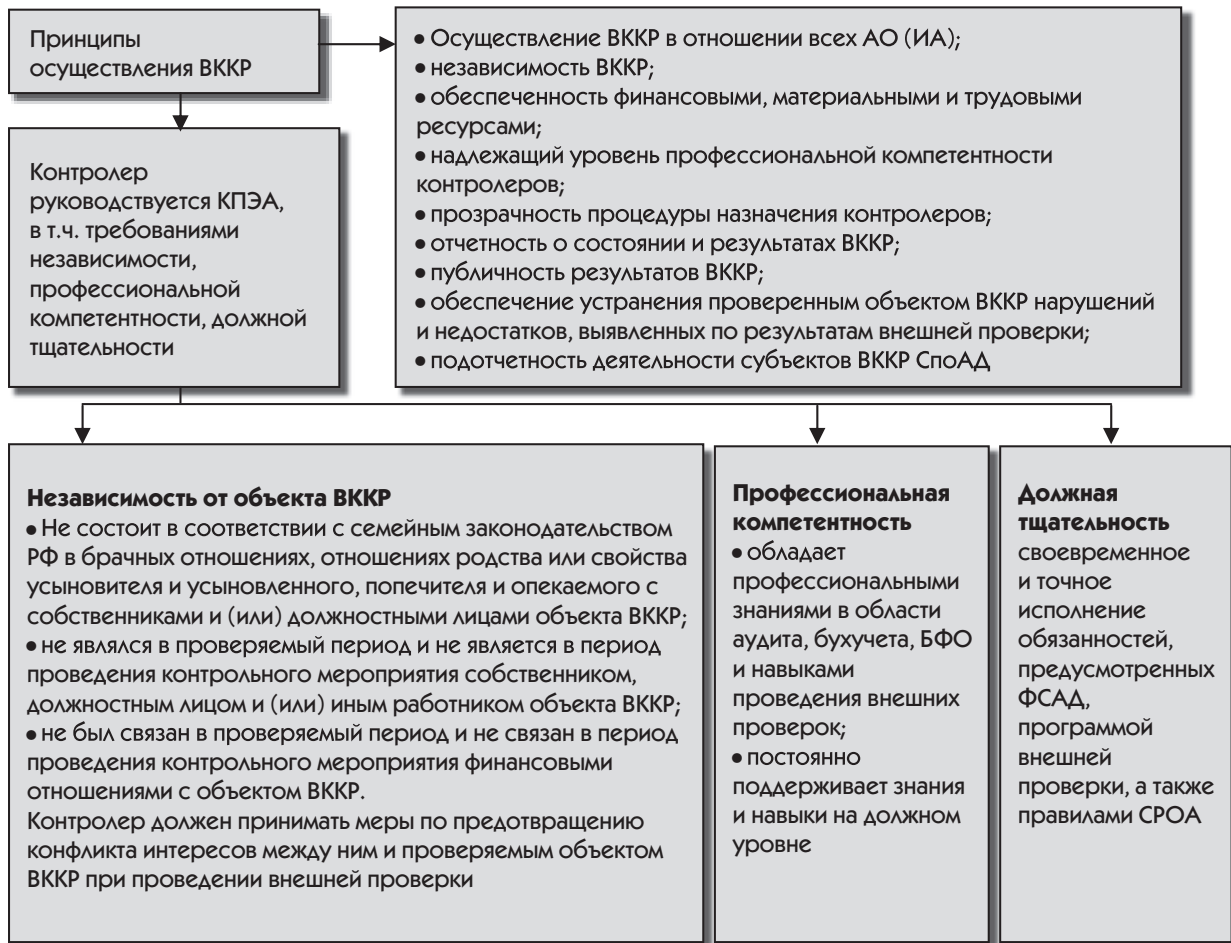 Принципы
осуществления ВККР
• Осуществление ВККР в отношении всех АО (ИА);
• независимость ВККР;
• обеспеченность финансовыми, материальными и трудовыми
ресурсами;
• надлежащий уровень профессиональной компетентности
контролеров;
• прозрачность процедуры назначения контролеров;
• отчетность о состоянии и результатах ВККР;
• публичность результатов ВККР;
• обеспечение устранения проверенным объектом ВККР нарушений
и недостатков, выявленных по результатам внешней проверки;
• подотчетность деятельности субъектов ВККР СпоАД
Контролер
руководствуется КПЭА,
в т.ч. требованиями
независимости,
профессиональной
компетентности, должной
тщательности
Независимость от объекта ВККР
• Не состоит в соответствии с семейным законодательством
РФ в брачных отношениях, отношениях родства или свойства
усыновителя и усыновленного, попечителя и опекаемого с
собственниками и (или) должностными лицами объекта ВККР;
• не являлся в проверяемый период и не является в период
проведения контрольного мероприятия собственником,
должностным лицом и (или) иным работником объекта ВККР;
• не был связан в проверяемый период и не связан в период
проведения контрольного мероприятия финансовыми
отношениями с объектом ВККР.
Контролер должен принимать меры по предотвращению
конфликта интересов между ним и проверяемым объектом
ВККР при проведении внешней проверки
Профессиональная
компетентность
• обладает
профессиональными
знаниями в области
аудита, бухучета, БФО
и навыками
проведения внешних
проверок;
• постоянно
поддерживает знания
и навыки на должном
уровне
Должная
тщательность
своевременное
и точное
исполнение
обязанностей,
предусмотренных
ФСАД,
программой
внешней
проверки, а также
правилами СРОА